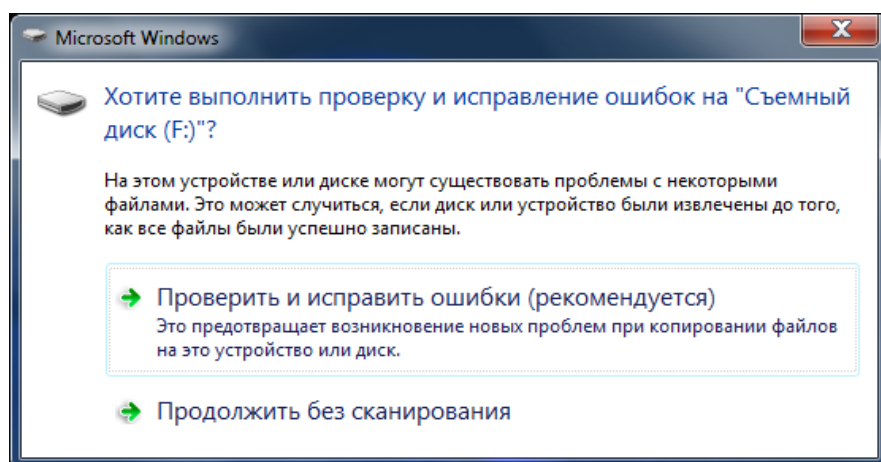 Microsoft Windows
Хотите выполнить проверку и исправление ошибок на "Съемный
диск (F:)"?
На этом устройстве или диске могут существовать проблемы с некоторыми
файлами. Это может случиться, если диск или устройство были извлечены до того,
как все файлы были успешно записаны.
Проверить и исправить ошибки (рекомендуется)
Это предотвращает возникновение новых проблем при копировании файлов
на это устройство или диск.
Продолжить без сканирования